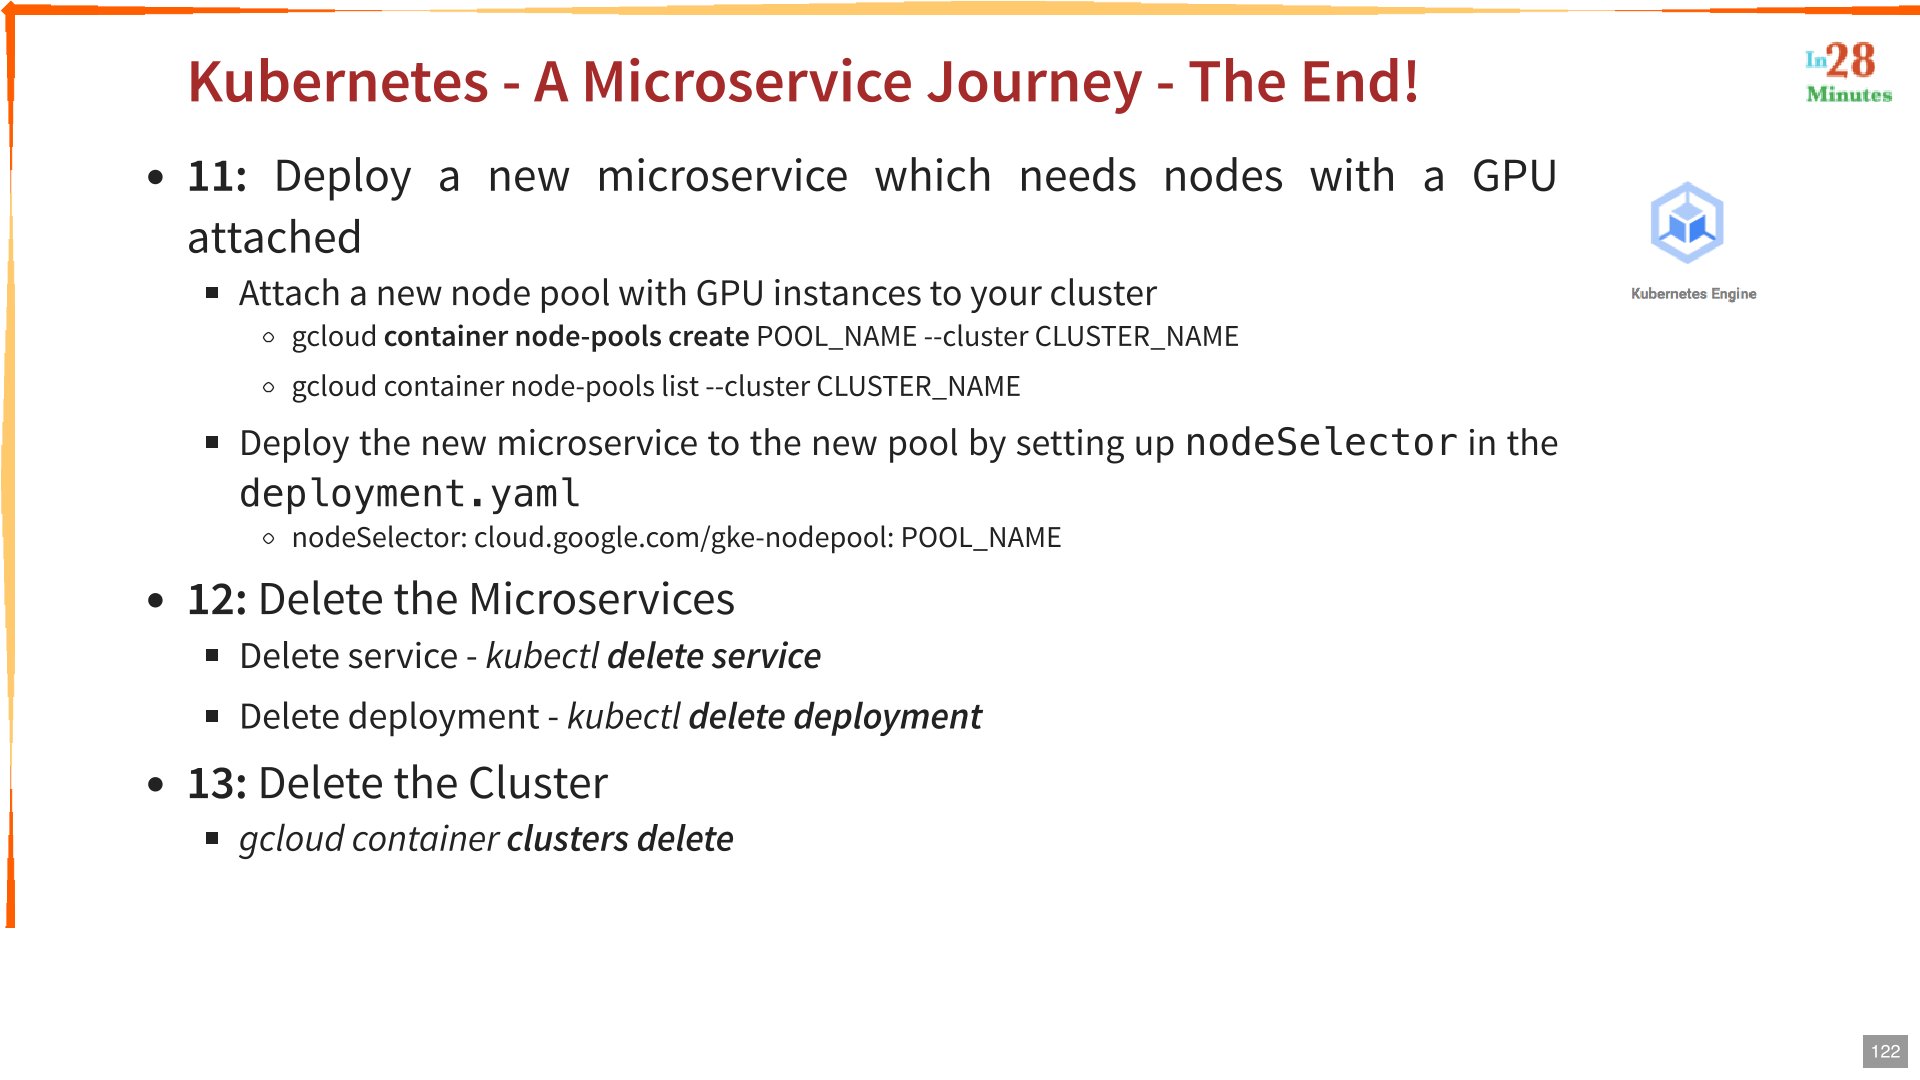 Kubernetes - A Microservice Journey - The End!
In28
Minutes
11: Deploy a new microservice which needs nodes with a GPU
attached
Kubernetes Engine
Attach a new node pool with GPU instances to your cluster
gcloud container node-pools create POOL_NAME --cluster CLUSTER_NAME
gcloud container node-pools list --cluster CLUSTER_NAME
Deploy the new microservice to the new pool by setting up nodeSelector in the
deployment.yaml
nodeSelector: cloud.google.com/gke-nodepool: POOL_NAME
12: Delete the Microservices
Delete service - kubectl delete service
Delete deployment - kubectl delete deployment
13: Delete the Cluster
gcloud container clusters delete
122